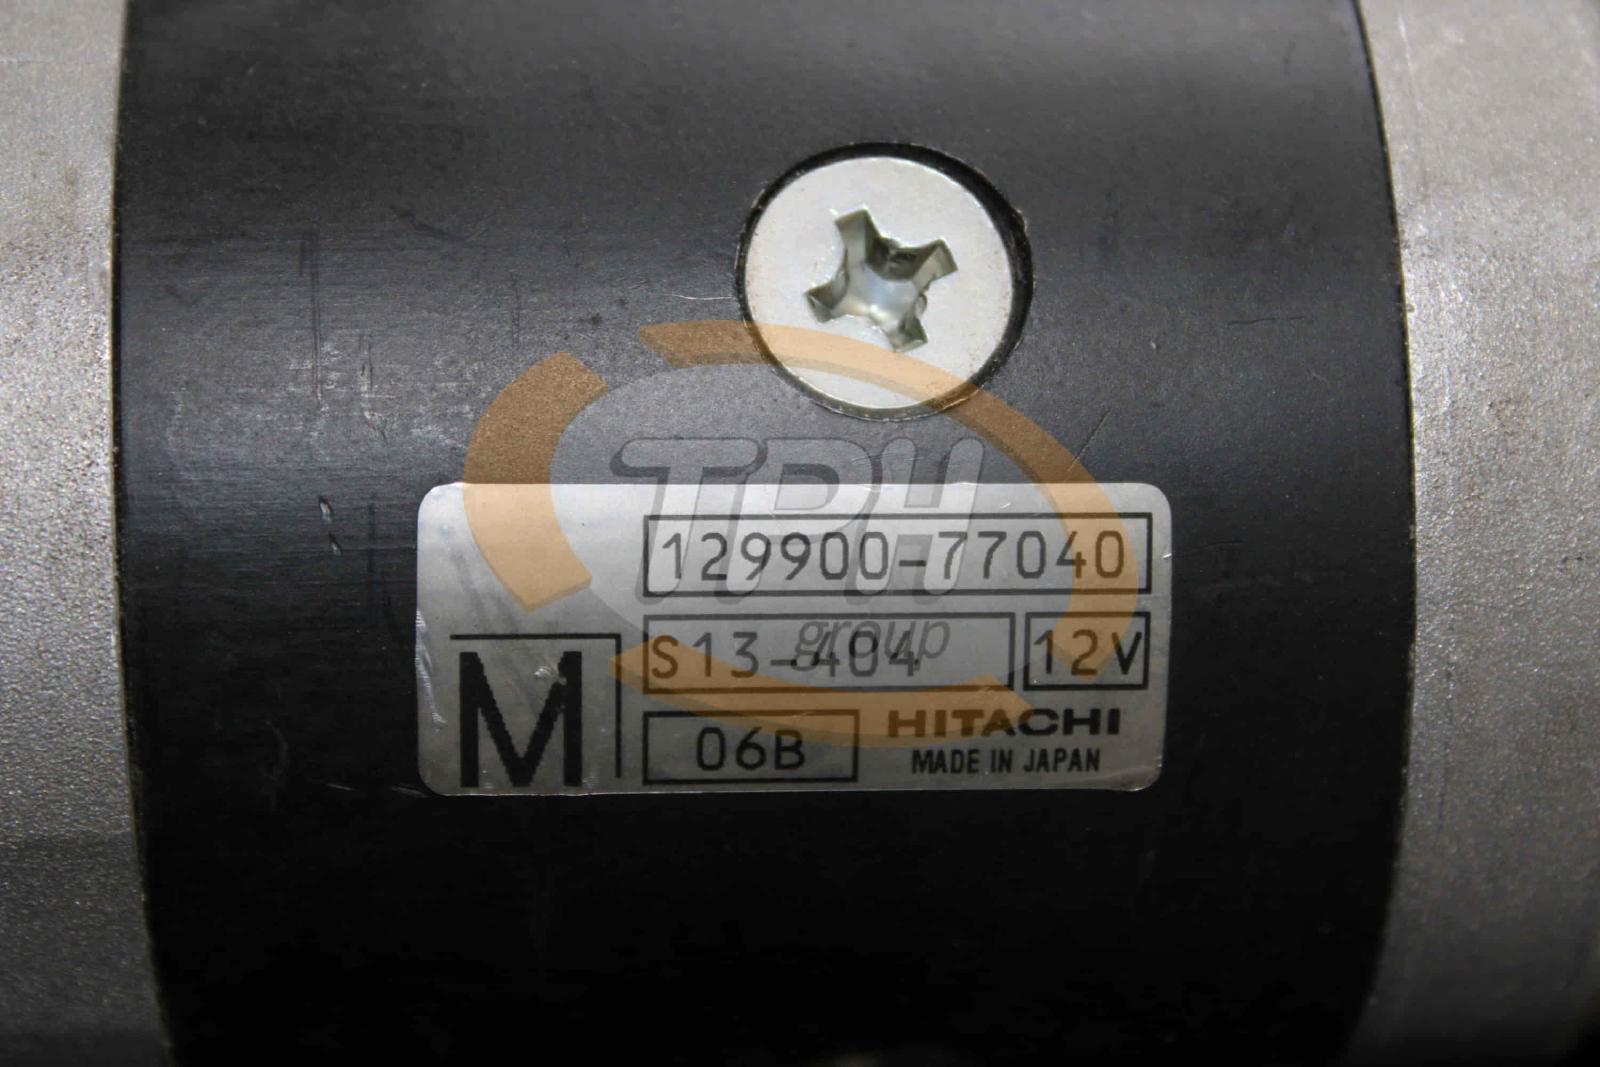 TPH
group
129900-77040
S13-404
12V
M
06B
HITACHI
MADE IN JAPAN